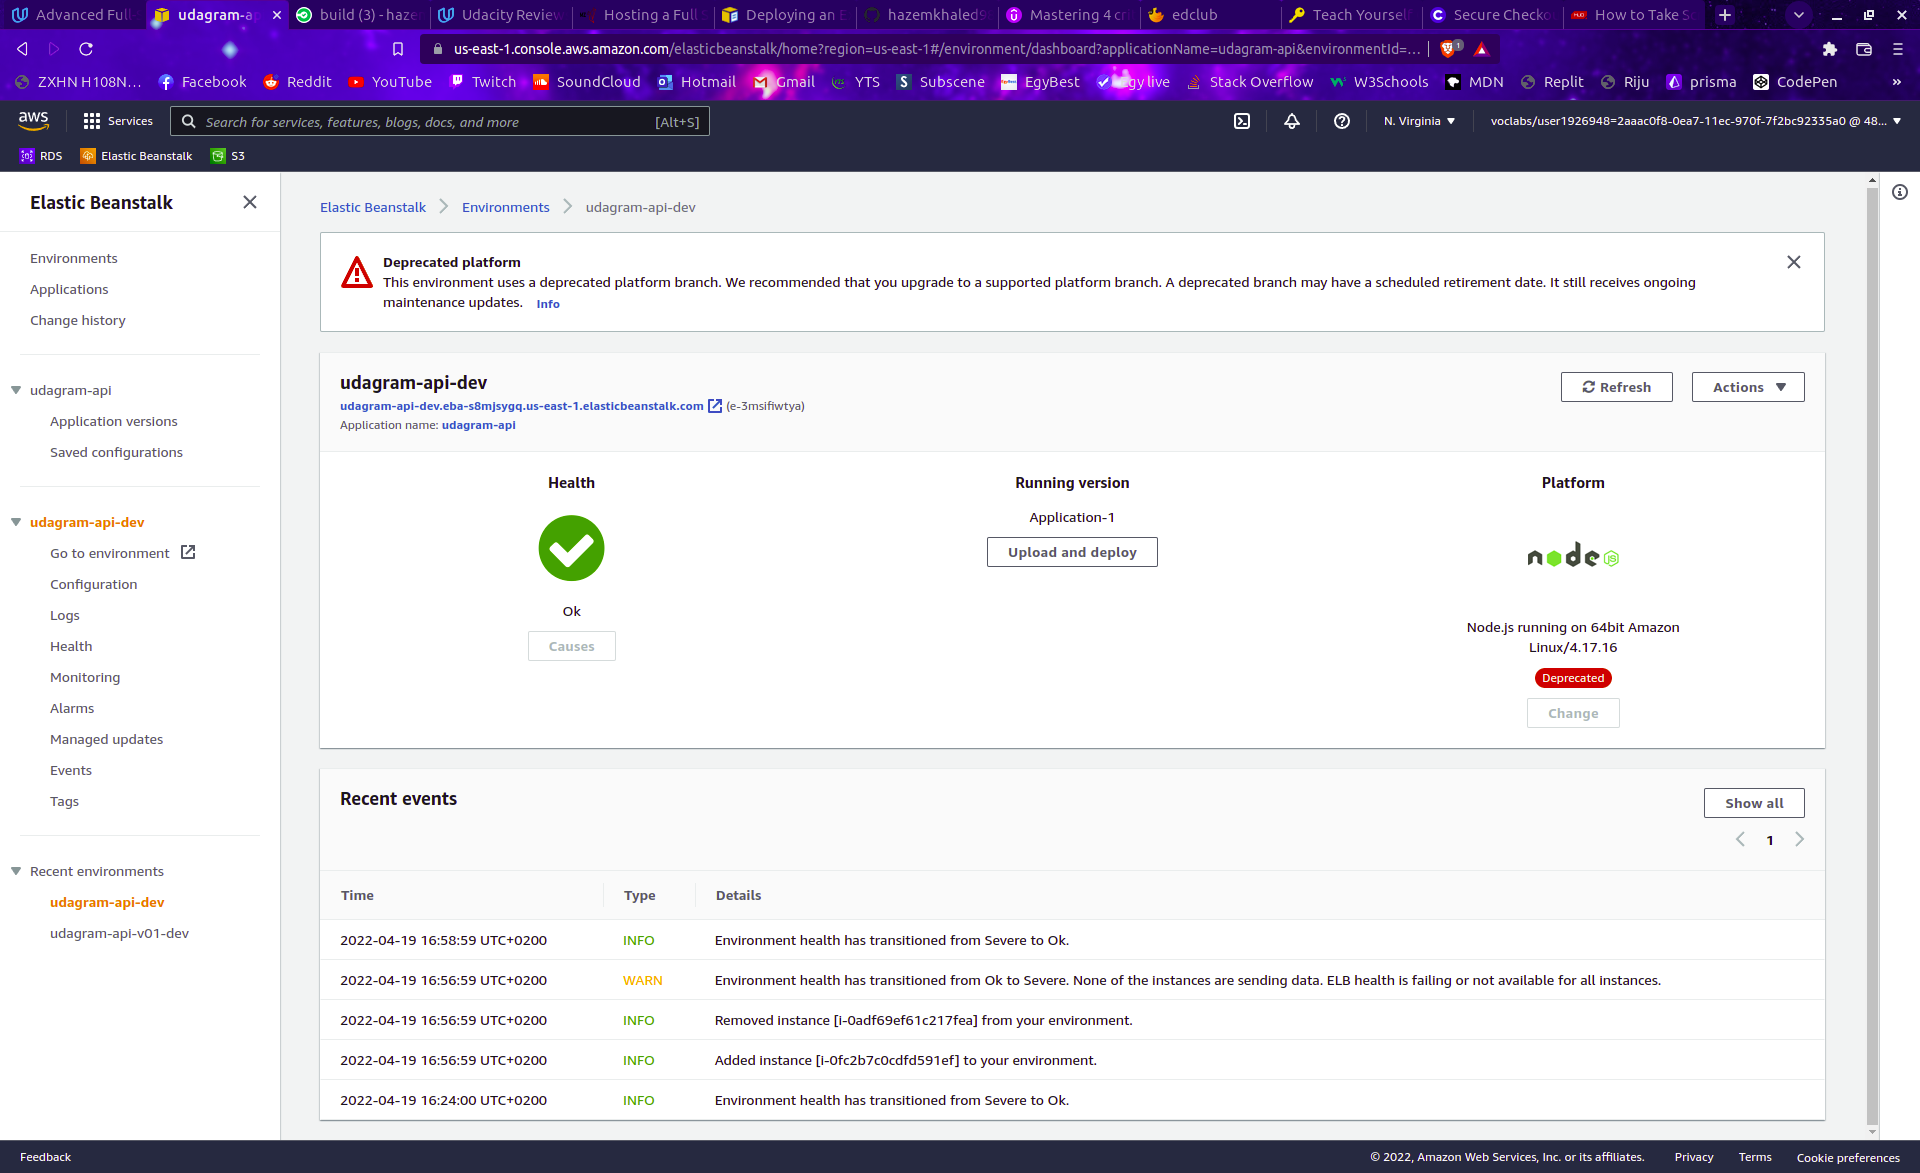 Advanced Full-
udagram-ap
build (3) - haze
Udacity Review
Hosting a Full S
Deploying an E
hazemkhaled9
Mastering 4 cri
edclub
Teach Yourself
Secure Checko
How to Take S
us-east-1.console.aws.amazon.com/elasticbeanstalk/home?region=us-east-1#/environment/dashboard?applicationName=udagram-api&environmentId=...
1
ZXHN H108N...
Facebook
Reddit
YouTube
Twitch
SoundCloud
Hotmail
Gmail
YTS
Subscene
EgyBest
gy live
Stack Overflow
W3Schools
MDN
Replit
Riju
prisma
CodePen
»
aws
Services
Search for services, features, blogs, docs, and more
[Alt+S]
N. Virginia
voclabs/user1926948=2aaac0f8-0ea7-11ec-970f-7f2bc92335a0 @ 48...
RDS
Elastic Beanstalk
S3
Elastic Beanstalk
Environments
Applications
Change history
udagram-api
Application versions
Saved configurations
udagram-api-dev
Go to environment
Configuration
Logs
Health
Monitoring
Alarms
Managed updates
Events
Tags
Recent environments
udagram-api-dev
udagram-api-v01-dev
Elastic Beanstalk
Environments
udagram-api-dev
Deprecated platform
This environment uses a deprecated platform branch. We recommended that you upgrade to a supported platform branch. A deprecated branch may have a scheduled retirement date. It still receives ongoing
maintenance updates. Info
udagram-api-dev
udagram-api-dev.eba-s8mjsygq.us-east-1.elasticbeanstalk.com (e-3msifiwtya)
Application name: udagram-api
Refresh
Actions
Health
Ok
Causes
Running version
Application-1
Upload and deploy
Platform
node JS
Node.js running on 64bit Amazon
Linux/4.17.16
Deprecated
Change
Recent events
Show all
1
Time Type Details
2022-04-19 16:58:59 UTC+0200 INFO Environment health has transitioned from Severe to Ok.
2022-04-19 16:56:59 UTC+0200 WARN Environment health has transitioned from Ok to Severe. None of the instances are sending data. ELB health is failing or not available for all instances.
2022-04-19 16:56:59 UTC+0200 INFO Removed instance [i-0adf69ef61c217fea] from your environment.
2022-04-19 16:56:59 UTC+0200 INFO Added instance [i-0fc2b7c0cdfd591ef] to your environment.
2022-04-19 16:24:00 UTC+0200 INFO Environment health has transitioned from Severe to Ok.
Feedback
© 2022, Amazon Web Services, Inc. or its affiliates.
Privacy
Terms
Cookie preferences